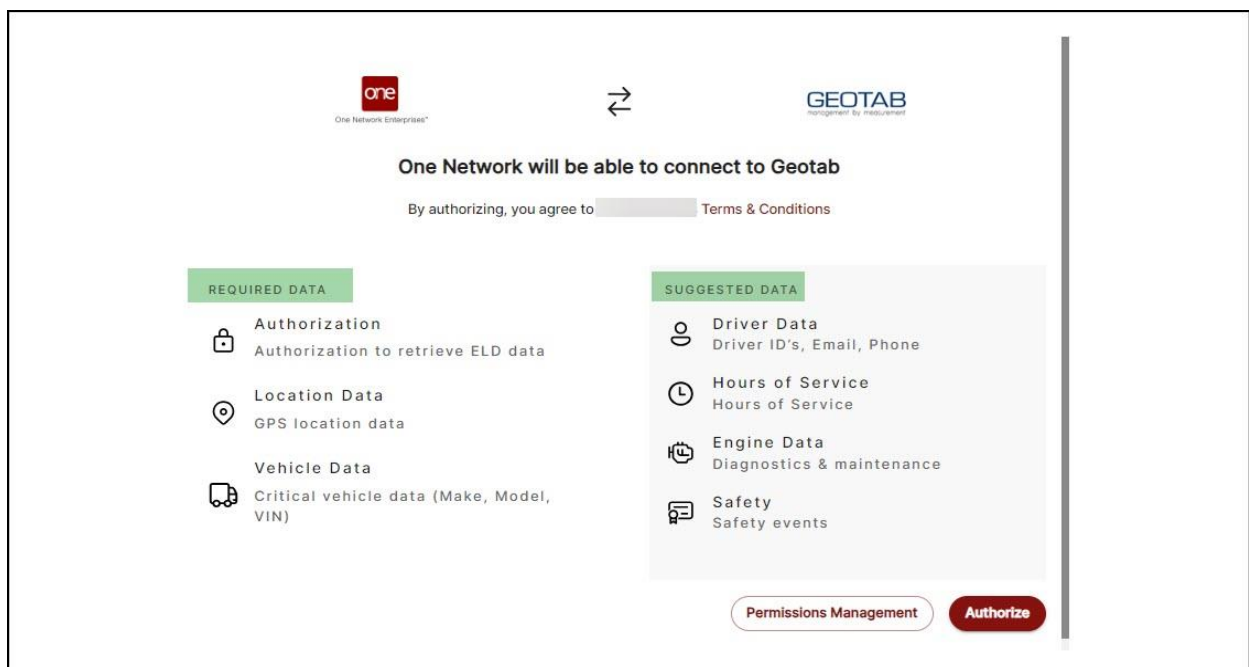 one
One Network Enterprises™
GEOTAB
management by measurement
One Network will be able to connect to Geotab
By authorizing, you agree to Terms & Conditions
REQUIRED DATA
Authorization
Authorization to retrieve ELD data
Location Data
GPS location data
Vehicle Data
Critical vehicle data (Make, Model,
VIN)
SUGGESTED DATA
Driver Data
Driver ID's, Email, Phone
Hours of Service
Hours of Service
Engine Data
Diagnostics & maintenance
Safety
Safety events
Permissions Management
Authorize